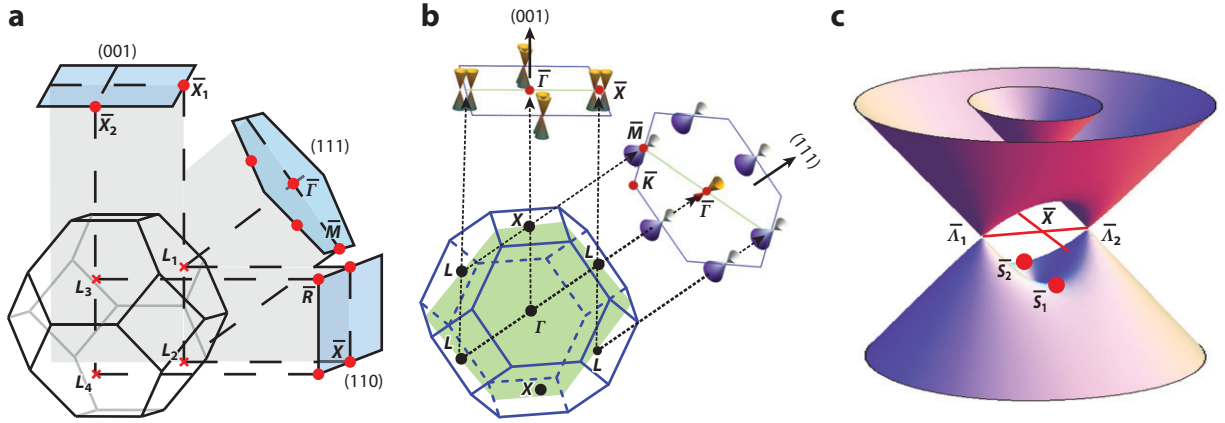 a
(001)
X̅1
X̅2
(111)
Γ̅
M̅
L1
L3
R̅
L2
X̅
L4
(110)
b
(001)
Γ̅
X̅
M̅
(111)
K̅
Γ̅
X
L
L
Γ
L
L
X
c
X̅
Λ̅1
Λ̅2
S̅2
S̅1